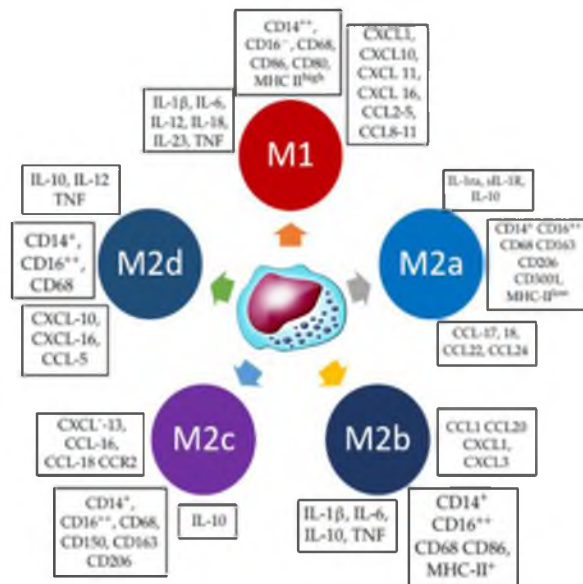 CD14⁺⁺,
CD16⁻, CD68,
CD86, CD80,
MHC IIʰⁱᵍʰ
CXCL1,
CXCL10,
CXCL 11,
CXCL 16,
CCL2-5,
CCL8-11
IL-1β, IL-6,
IL-12, IL-18,
IL-23, TNF
M1
IL-10, IL-12
TNF
CD14⁺,
CD16⁺⁺,
CD68
CXCL-10,
CXCL-16,
CCL-5
M2d
IL-1ra, sIL-1R,
IL-10
CD14⁺ CD16⁺⁺
CD68 CD163
CD206
MHC-IIˡᵒʷ
CCL-17, 18,
CCL22, CCL24
M2a
CXCL-13,
CCL-16,
CCL-18 CCR2
CD14⁺,
CD16⁺⁺, CD68,
CD150, CD163
CD206
IL-10
M2c
M2b
CCL1 CCL20
CXCL1,
CXCL3
IL-1β, IL-6,
IL-10, TNF
CD14⁺
CD16⁺⁺
CD68 CD86,
MHC-II⁺